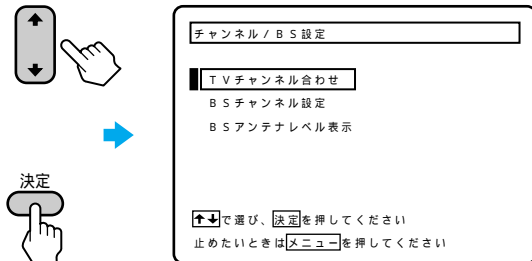 決定
チャンネル/BS設定
TVチャンネル合わせ
BSチャンネル設定
BSアンテナレベル表示
↑↓で選び、決定を押してください
止めたいときはメニューを押してください